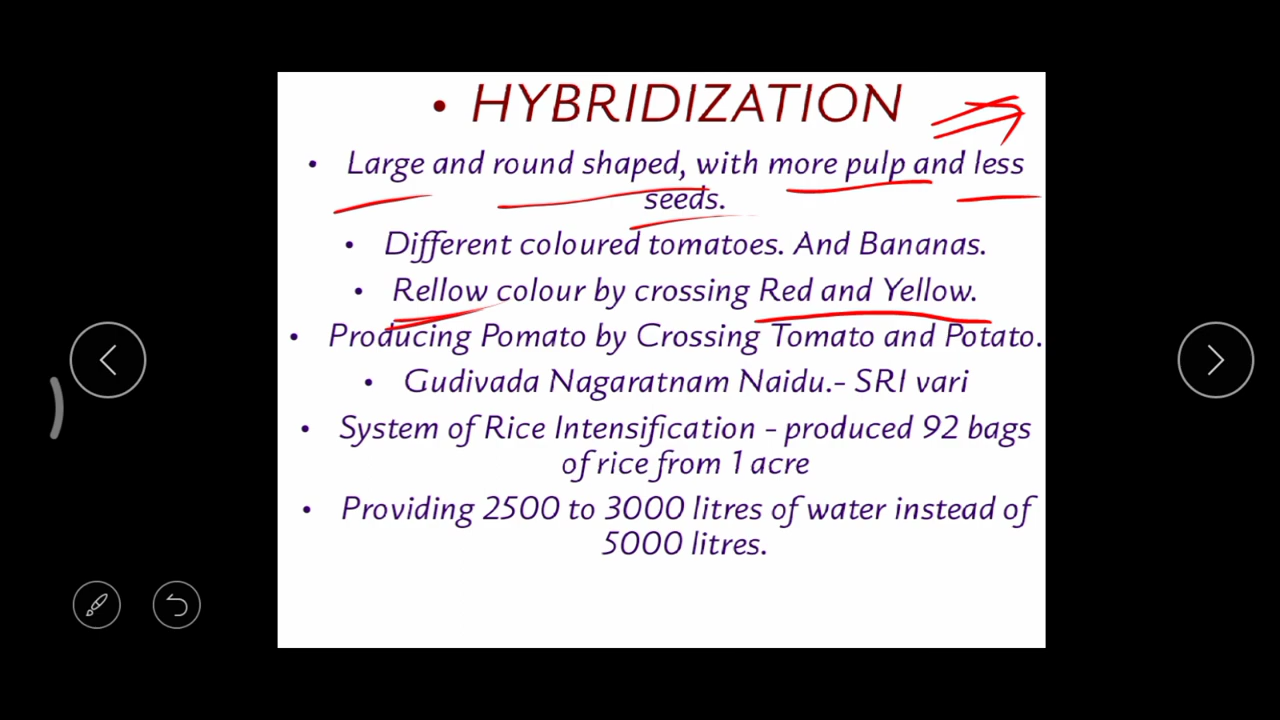 • HYBRIDIZATION
• Large and round shaped, with more pulp and less
seeds.
• Different coloured tomatoes. And Bananas.
• Rellow colour by crossing Red and Yellow.
• Producing Pomato by Crossing Tomato and Potato.
• Gudivada Nagaratnam Naidu.- SRI vari
• System of Rice Intensification - produced 92 bags
of rice from 1 acre
• Providing 2500 to 3000 litres of water instead of
5000 litres.